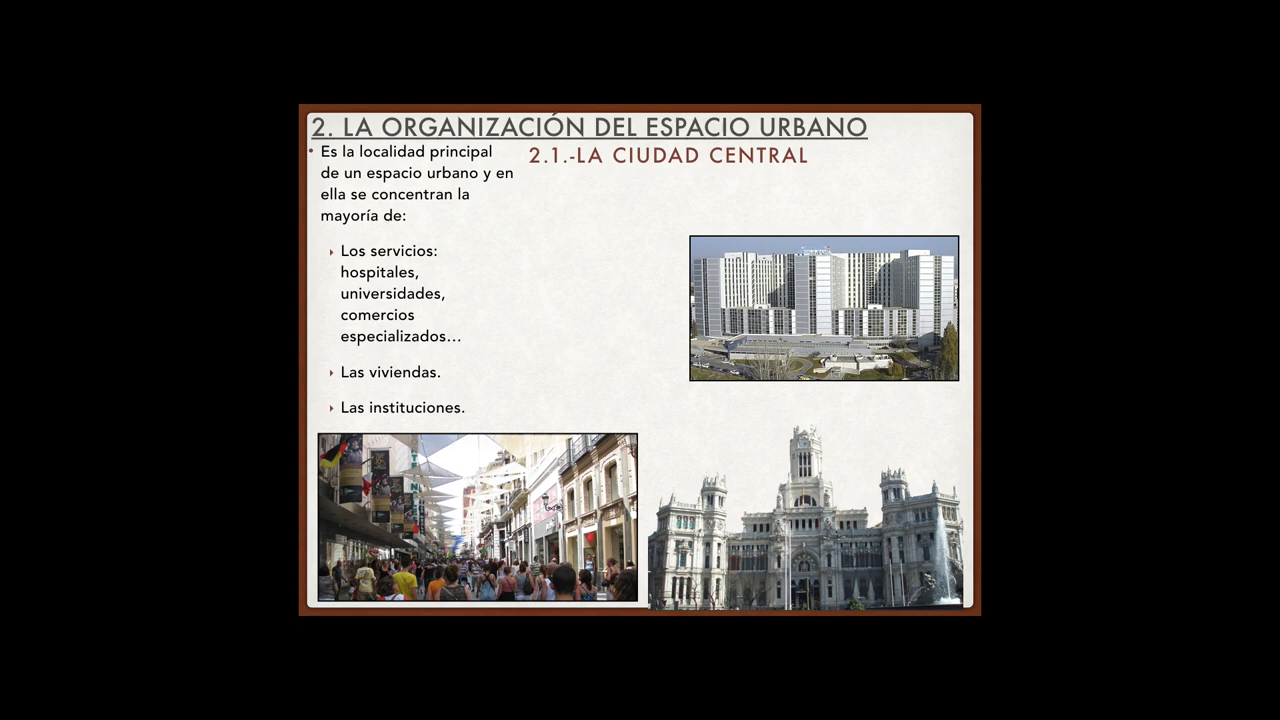 2. LA ORGANIZACIÓN DEL ESPACIO URBANO
2.1.-LA CIUDAD CENTRAL
• Es la localidad principal
de un espacio urbano y en
ella se concentran la
mayoría de:
Los servicios:
hospitales,
universidades,
comercios
especializados…
Las viviendas.
Las instituciones.